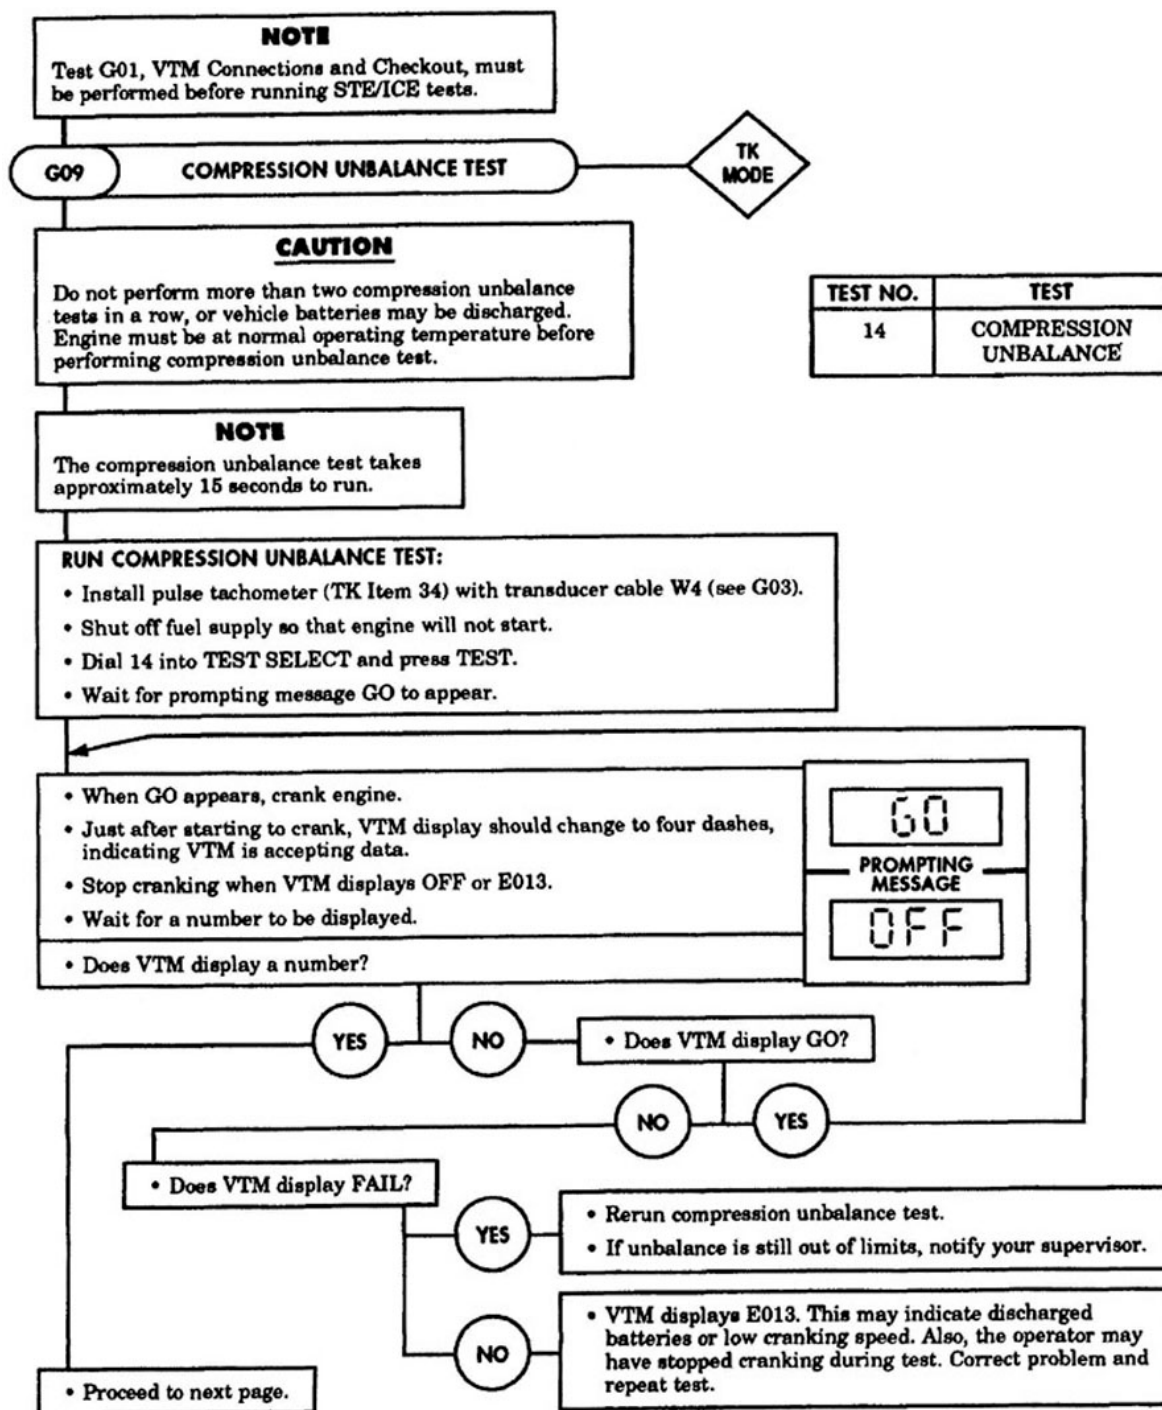 NOTE
Test G01, VTM Connections and Checkout, must
be performed before running STE/ICE tests.
G09
COMPRESSION UNBALANCE TEST
TK
MODE
CAUTION
Do not perform more than two compression unbalance
tests in a row, or vehicle batteries may be discharged.
Engine must be at normal operating temperature before
performing compression unbalance test.
TEST NO.
TEST
14
COMPRESSION
UNBALANCE
NOTE
The compression unbalance test takes
approximately 15 seconds to run.
RUN COMPRESSION UNBALANCE TEST:
• Install pulse tachometer (TK Item 34) with transducer cable W4 (see G03).
• Shut off fuel supply so that engine will not start.
• Dial 14 into TEST SELECT and press TEST.
• Wait for prompting message GO to appear.
• When GO appears, crank engine.
• Just after starting to crank, VTM display should change to four dashes,
indicating VTM is accepting data.
• Stop cranking when VTM displays OFF or E013.
• Wait for a number to be displayed.
• Does VTM display a number?
GO
PROMPTING
MESSAGE
OFF
YES
NO
• Does VTM display GO?
NO
YES
• Does VTM display FAIL?
YES
• Rerun compression unbalance test.
• If unbalance is still out of limits, notify your supervisor.
NO
• VTM displays E013. This may indicate discharged
batteries or low cranking speed. Also, the operator may
have stopped cranking during test. Correct problem and
repeat test.
• Proceed to next page.